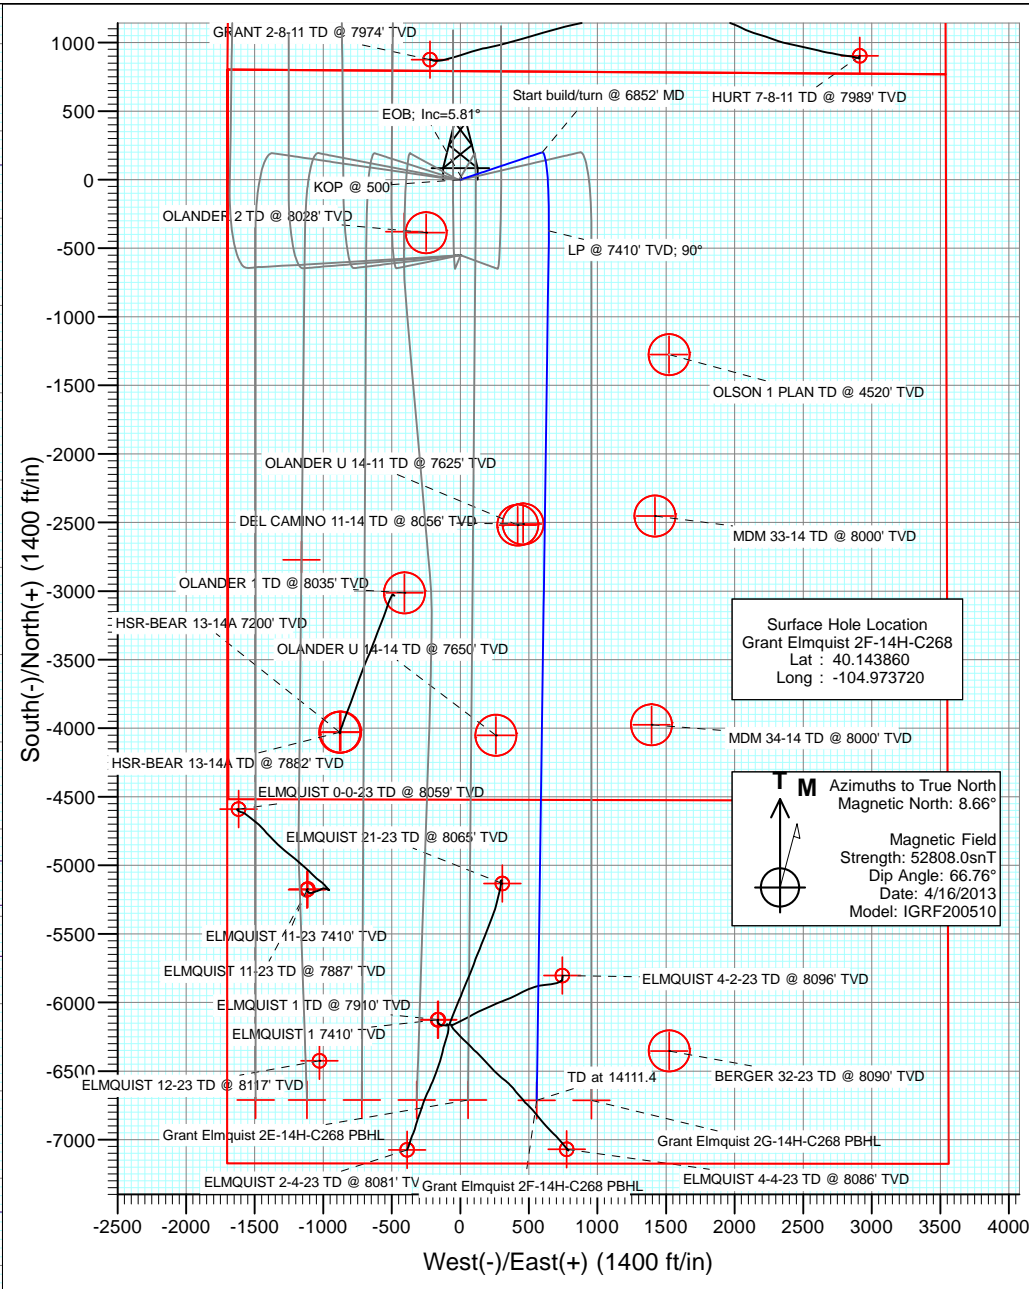 GRANT 2-8-11 TD @ 7974' TVD
Start build/turn @ 6852' MD
HURT 7-8-11 TD @ 7989' TVD
EOB; Inc=5.81°
KOP @ 500'
OLANDER 2 TD @ 8028' TVD
LP @ 7410' TVD; 90°
OLSON 1 PLAN TD @ 4520' TVD
OLANDER U 14-11 TD @ 7625' TVD
DEL CAMINO 11-14 TD @ 8056' TVD
MDM 33-14 TD @ 8000' TVD
OLANDER 1 TD @ 8035' TVD
HSR-BEAR 13-14A 7200' TVD
OLANDER U 14-14 TD @ 7650' TVD
Surface Hole Location
Grant Elmquist 2F-14H-C268
Lat : 40.143860
Long : -104.973720
MDM 34-14 TD @ 8000' TVD
HSR-BEAR 13-14A TD @ 7882' TVD
ELMQUIST 0-0-23 TD @ 8059' TVD
ELMQUIST 21-23 TD @ 8065' TVD
T M
Azimuths to True North
Magnetic North: 8.66°
Magnetic Field
Strength: 52808.0snT
Dip Angle: 66.76°
Date: 4/16/2013
Model: IGRF200510
ELMQUIST 11-23 7410' TVD
ELMQUIST 11-23 TD @ 7887' TVD
ELMQUIST 4-2-23 TD @ 8096' TVD
ELMQUIST 1 TD @ 7910' TVD
ELMQUIST 1 7410' TVD
ELMQUIST 12-23 TD @ 8117' TVD
TD at 14111.4
BERGER 32-23 TD @ 8090' TVD
Grant Elmquist 2E-14H-C268 PBHL
Grant Elmquist 2G-14H-C268 PBHL
ELMQUIST 2-4-23 TD @ 8081' TV
Grant Elmquist 2F-14H-C268 PBHL
ELMQUIST 4-4-23 TD @ 8086' TVD
1000
500
0
-500
-1000
-1500
-2000
-2500
-3000
-3500
-4000
-4500
-5000
-5500
-6000
-6500
-7000
South(-)/North(+) (1400 ft/in)
-2500 -2000 -1500 -1000 -500 0 500 1000 1500 2000 2500 3000 3500 4000
West(-)/East(+) (1400 ft/in)